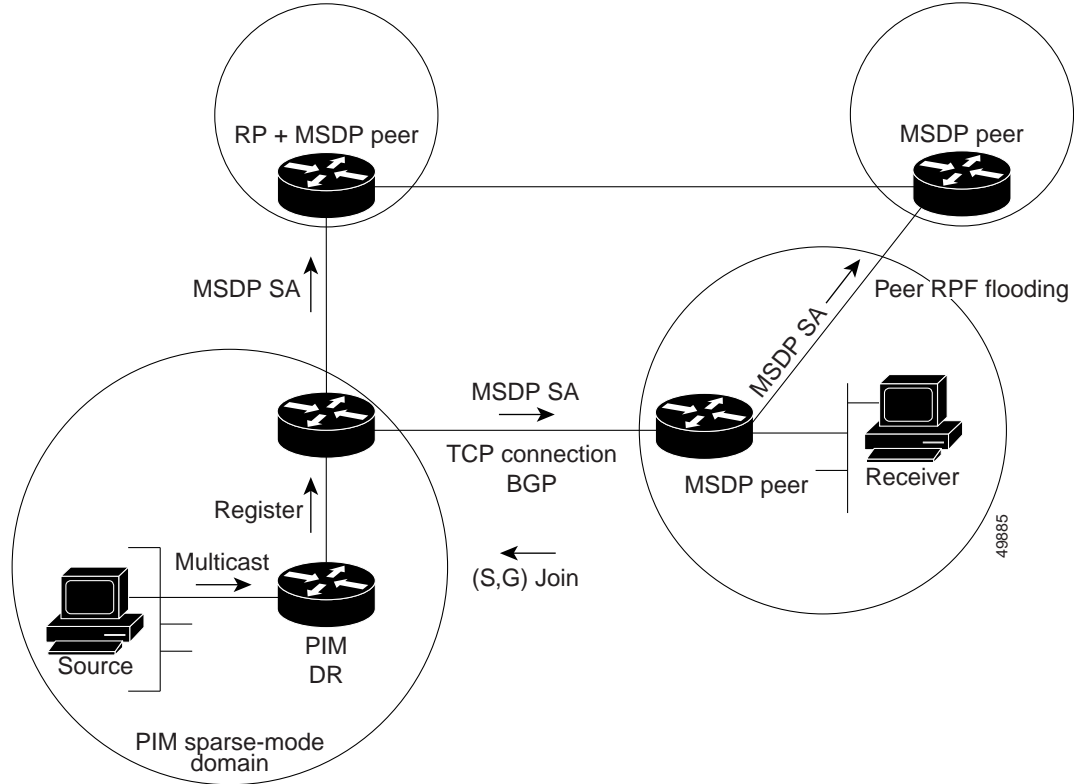 RP + MSDP peer
MSDP peer
MSDP SA
Peer RPF flooding
MSDP SA
MSDP SA
TCP connection
BGP
MSDP peer
Receiver
Register
49885
Multicast
(S,G) Join
Source
PIM
DR
PIM sparse-mode
domain